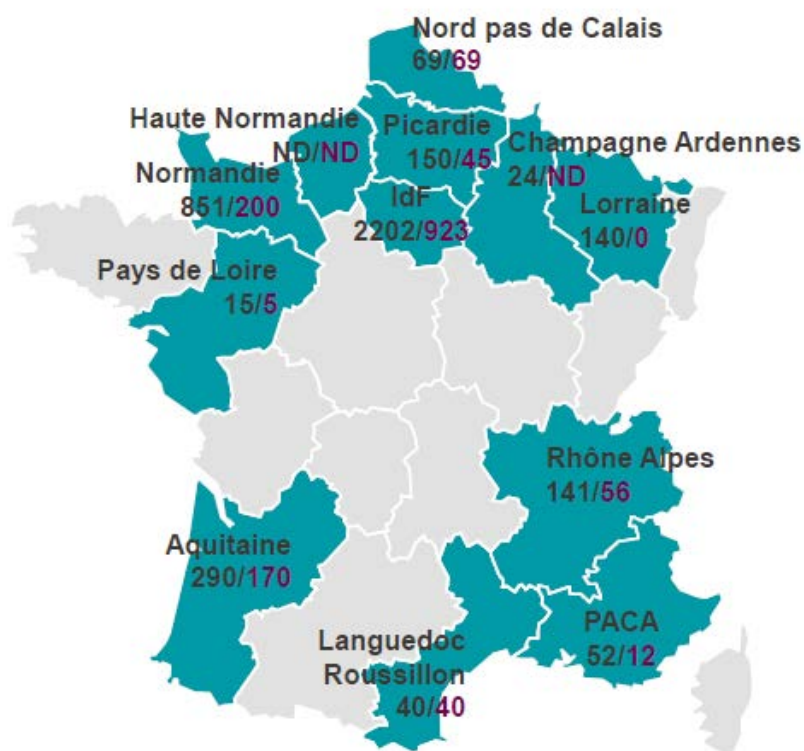 Nord pas de Calais
69/69
Haute Normandie
ND/ND
Picardie
150/45
Champagne Ardennes
24/ND
Normandie
851/200
IdF
2202/923
Lorraine
140/0
Pays de Loire
15/5
Rhône Alpes
141/56
Aquitaine
290/170
PACA
52/12
Languedoc
Roussillon
40/40